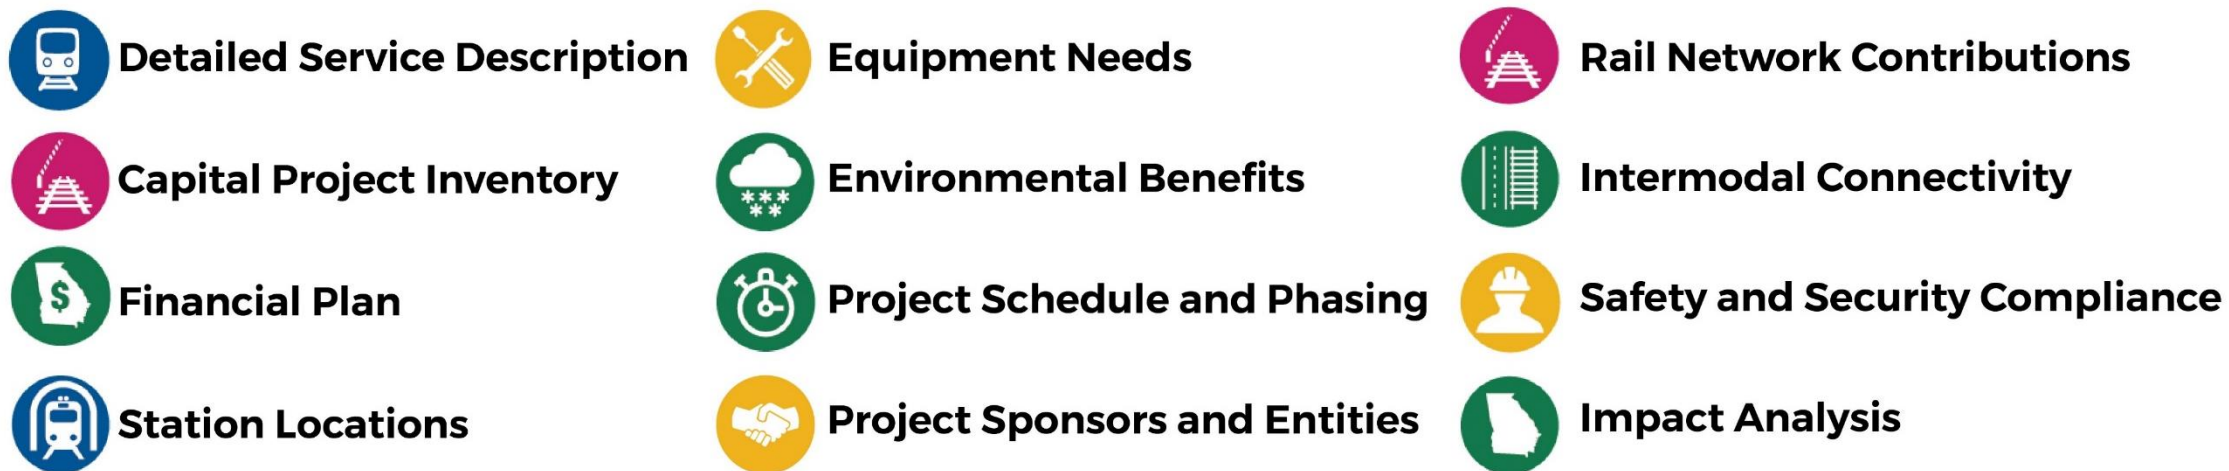 Detailed Service Description
Capital Project Inventory
$
Financial Plan
Station Locations
Equipment Needs
Environmental Benefits
Project Schedule and Phasing
Project Sponsors and Entities
Rail Network Contributions
Intermodal Connectivity
Safety and Security Compliance
Impact Analysis